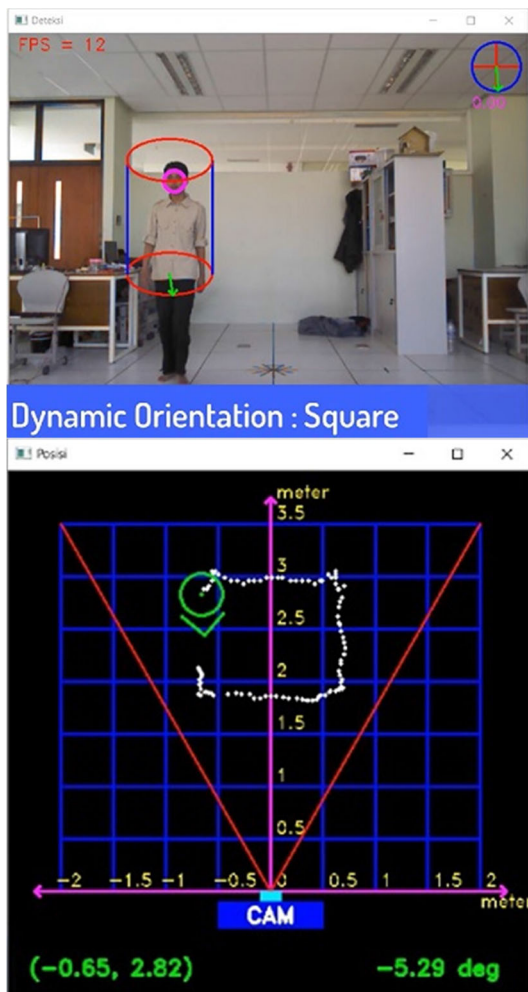 Deteksi
FPS = 12
0.00
Dynamic Orientation : Square
Posisi
meter
3.5
3
2.5
2
1.5
1
0.5
-2 -1.5 -1 -0.5 0 0.5 1 1.5 2
meter
CAM
(-0.65, 2.82) -5.29 deg